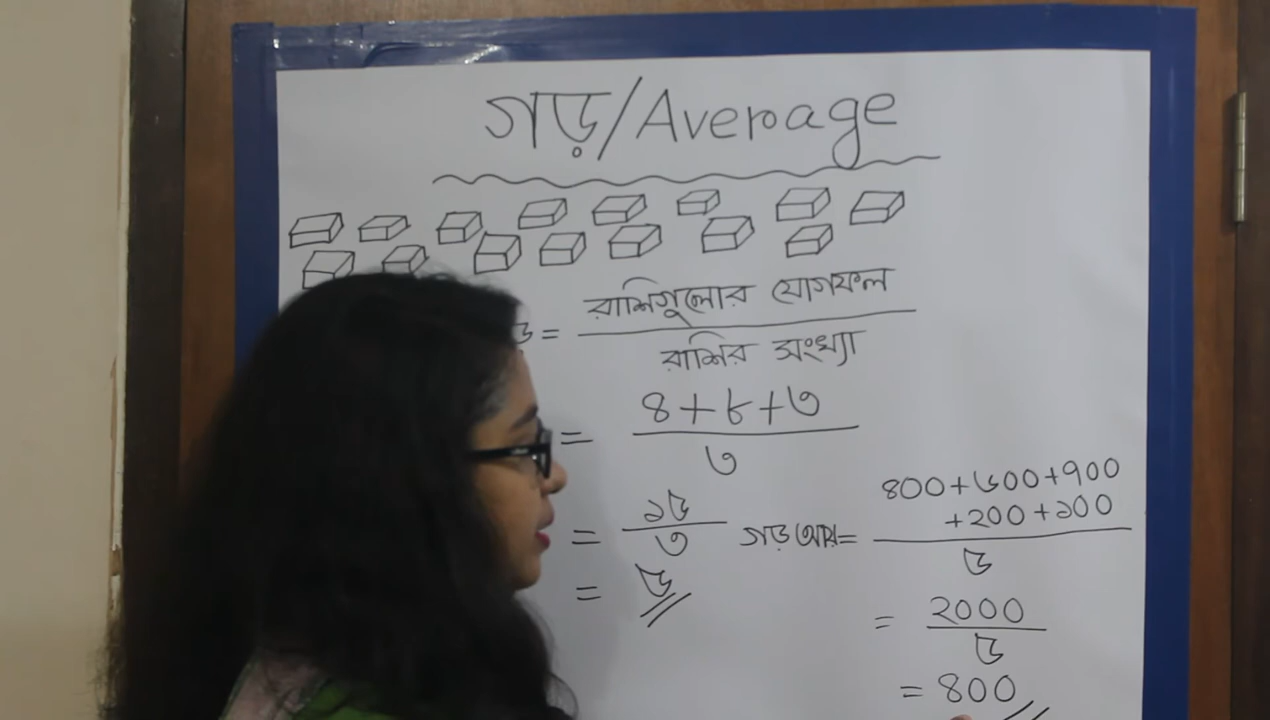 গড়/Average
= রাশিগুলোর যোগফল
রাশির সংখ্যা
= ৪+৮+৩
৩
= ১৫
৩
= ৫
গড় আয়= ৪০০+৬০০+৭০০
+২০০+১০০
৫
= ২০০০
৫
= ৪০০